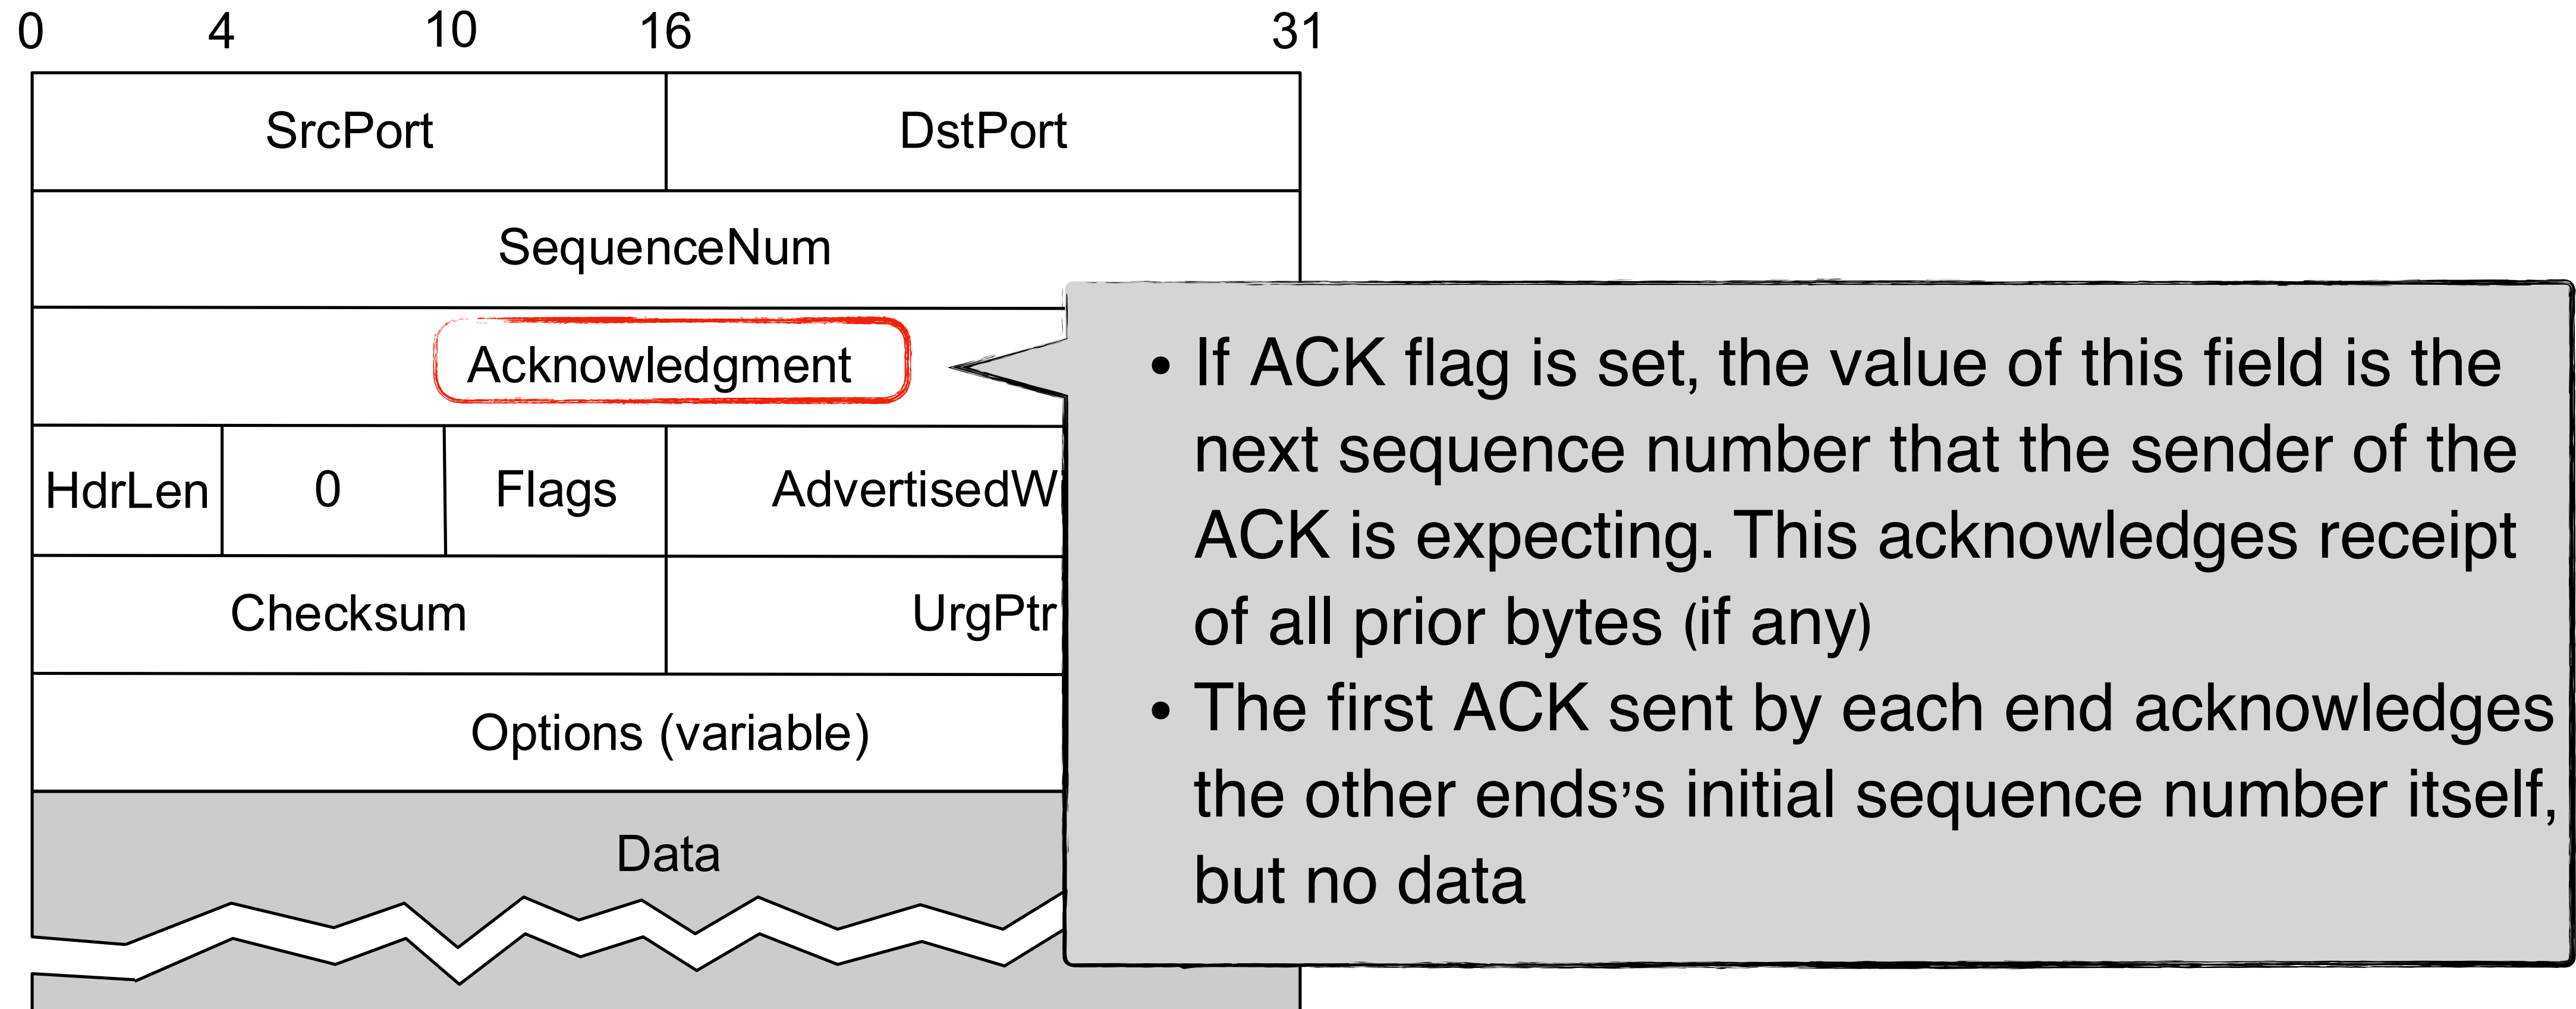 0 4 10 16 31
SrcPort DstPort
SequenceNum
Acknowledgment
HdrLen 0 Flags AdvertisedWi
Checksum UrgPtr
Options (variable)
Data
• If ACK flag is set, the value of this field is the
next sequence number that the sender of the
ACK is expecting. This acknowledges receipt
of all prior bytes (if any)
• The first ACK sent by each end acknowledges
the other ends's initial sequence number itself,
but no data